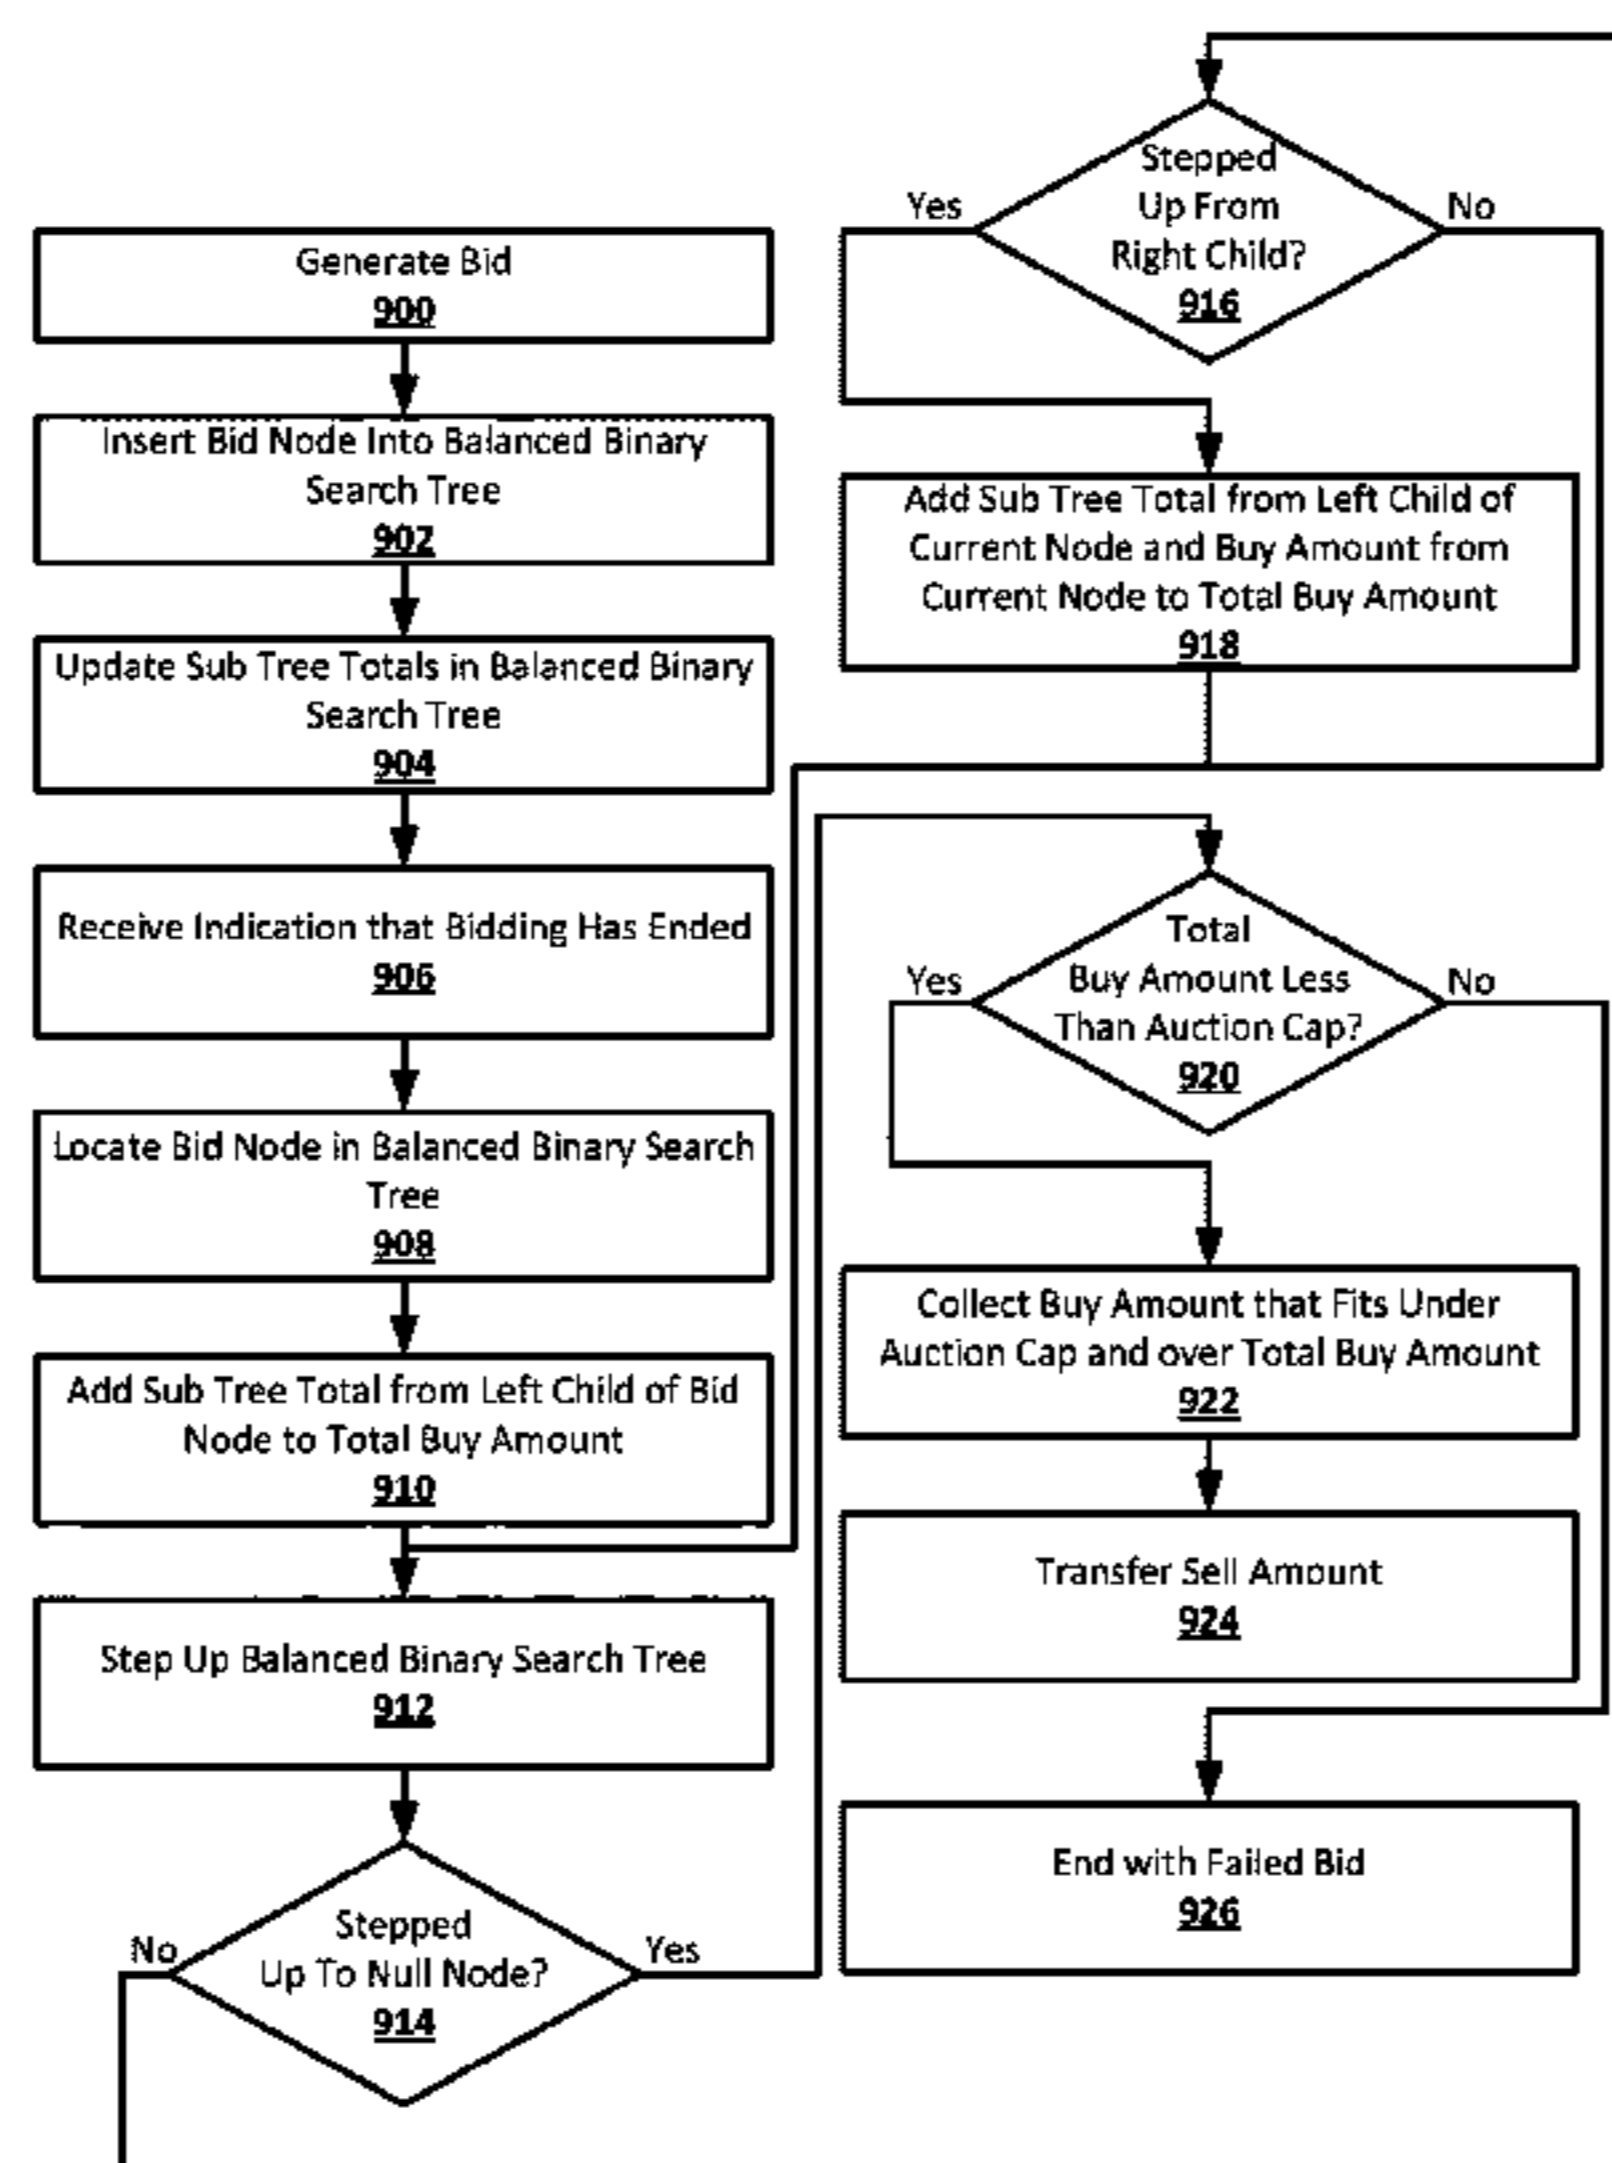 Generate Bid
900
Insert Bid Node Into Balanced Binary
Search Tree
902
Update Sub Tree Totals in Balanced Binary
Search Tree
904
Receive Indication that Bidding Has Ended
906
Locate Bid Node in Balanced Binary Search
Tree
908
Add Sub Tree Total from Left Child of Bid
Node to Total Buy Amount
910
Step Up Balanced Binary Search Tree
912
No
Stepped
Up To Null Node?
914
Yes
Yes
Stepped
Up From
Right Child?
916
No
Add Sub Tree Total from Left Child of
Current Node and Buy Amount from
Current Node to Total Buy Amount
918
Yes
Total
Buy Amount Less
Than Auction Cap?
920
No
Collect Buy Amount that Fits Under
Auction Cap and over Total Buy Amount
922
Transfer Sell Amount
924
End with Failed Bid
926